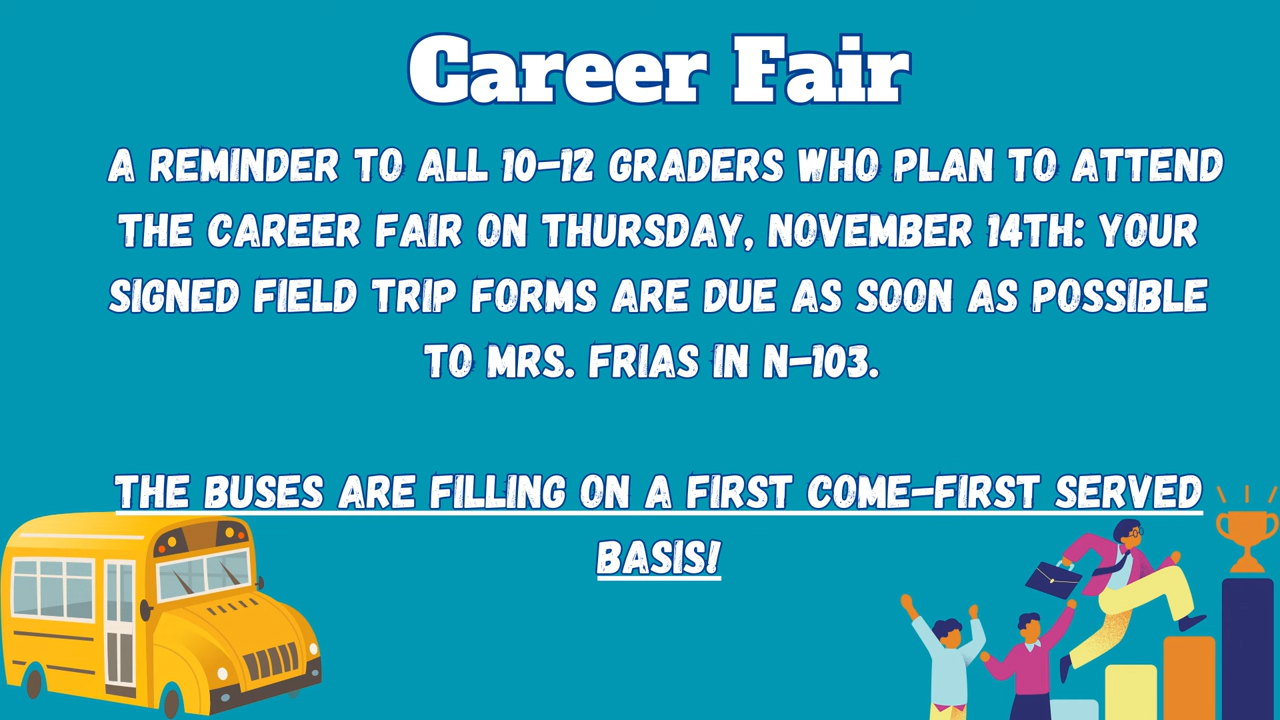 Career Fair
A REMINDER TO ALL 10-12 GRADERS WHO PLAN TO ATTEND
THE CAREER FAIR ON THURSDAY, NOVEMBER 14TH: YOUR
SIGNED FIELD TRIP FORMS ARE DUE AS SOON AS POSSIBLE
TO MRS. FRIAS IN N-103.
THE BUSES ARE FILLING ON A FIRST COME-FIRST SERVED
BASIS!